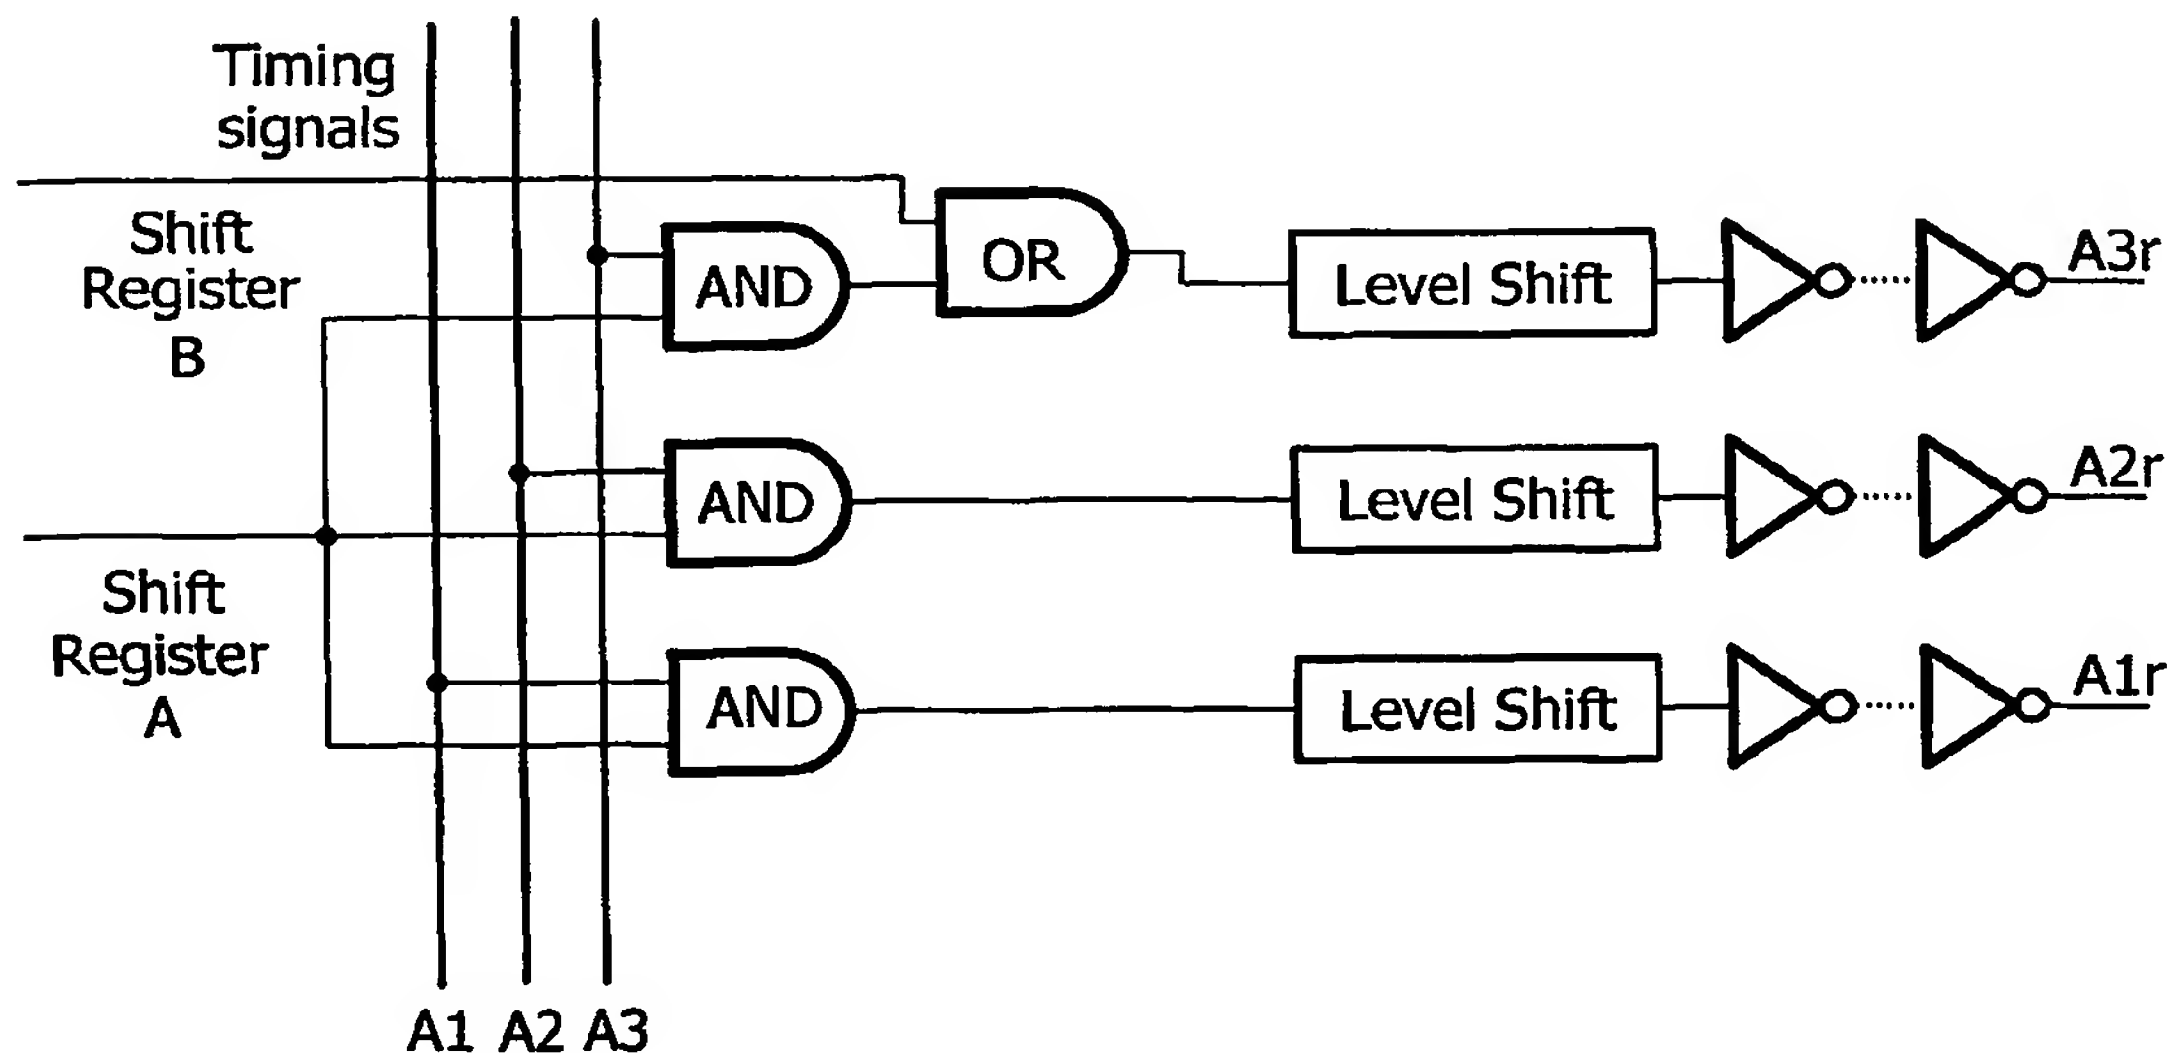 Timing
signals
Shift
Register
B
AND
OR
Level Shift
A3r
AND
Level Shift
A2r
Shift
Register
A
AND
Level Shift
A1r
A1 A2 A3